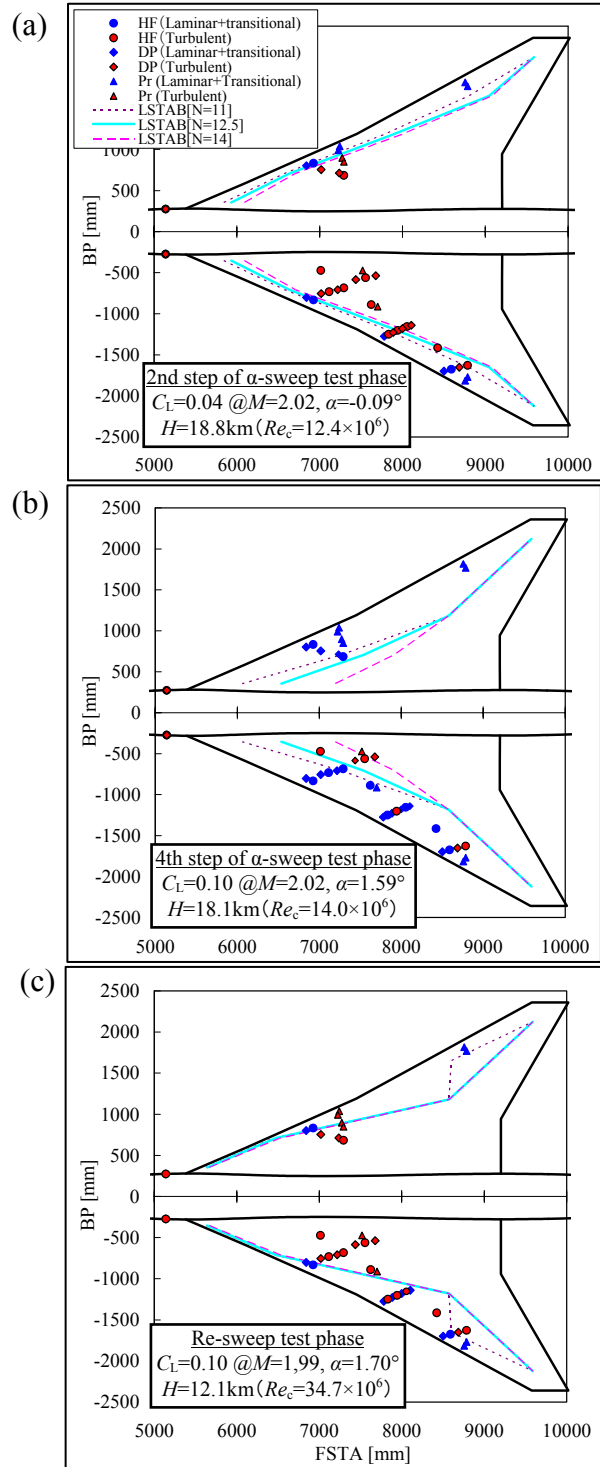 (a)
HF (Laminar+transitional)
HF (Turbulent)
DP (Laminar+transitional)
DP (Turbulent)
Pr (Laminar+Transitional)
Pr (Turbulent)
LSTAB[N=11]
LSTAB[N=12.5]
LSTAB[N=14]
1000
500
0
-500
-1000
-1500
-2000
-2500
BP [mm]
2nd step of α-sweep test phase
CL=0.04 @M=2.02, α=-0.09°
H=18.8km(Rec=12.4×10⁶)
5000 6000 7000 8000 9000 10000
(b)
2500
2000
1500
1000
500
0
-500
-1000
-1500
-2000
-2500
BP [mm]
4th step of α-sweep test phase
CL=0.10 @M=2.02, α=1.59°
H=18.1km(Rec=14.0×10⁶)
5000 6000 7000 8000 9000 10000
(c)
2500
2000
1500
1000
500
0
-500
-1000
-1500
-2000
-2500
BP [mm]
Re-sweep test phase
CL=0.10 @M=1,99, α=1.70°
H=12.1km(Rec=34.7×10⁶)
5000 6000 7000 8000 9000 10000
FSTA [mm]